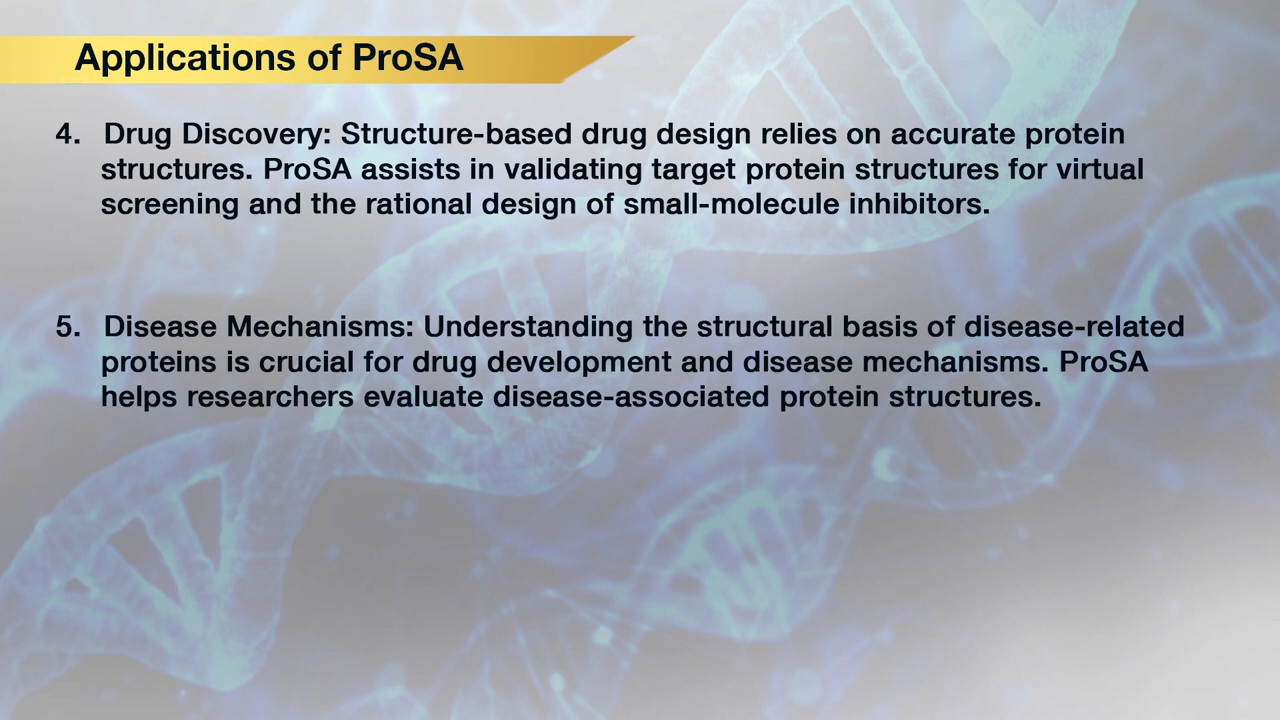 Applications of ProSA
4. Drug Discovery: Structure-based drug design relies on accurate protein
structures. ProSA assists in validating target protein structures for virtual
screening and the rational design of small-molecule inhibitors.
5. Disease Mechanisms: Understanding the structural basis of disease-related
proteins is crucial for drug development and disease mechanisms. ProSA
helps researchers evaluate disease-associated protein structures.